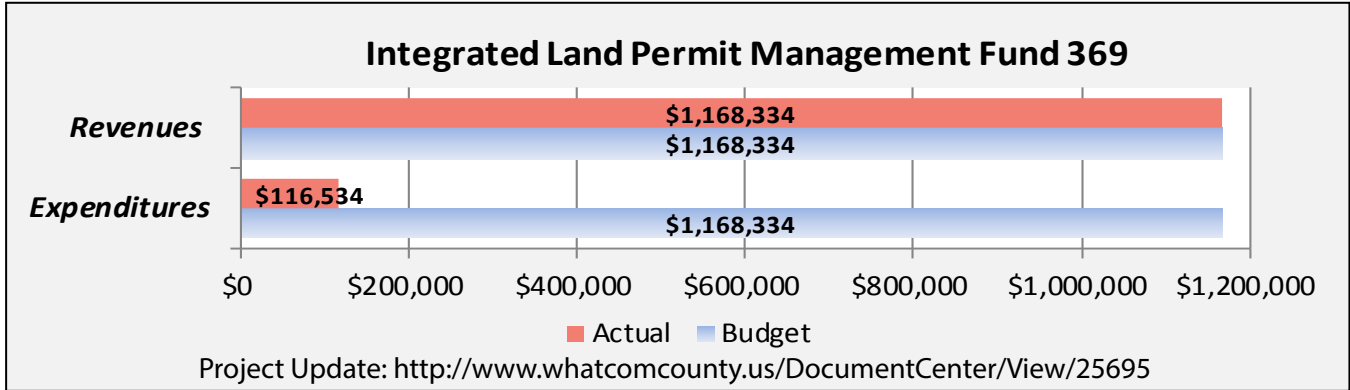 Integrated Land Permit Management Fund 369
Revenues
$1,168,334
$1,168,334
Expenditures
$116,534
$1,168,334
$0 $200,000 $400,000 $600,000 $800,000 $1,000,000 $1,200,000
Actual Budget
Project Update: http://www.whatcomcounty.us/DocumentCenter/View/25695